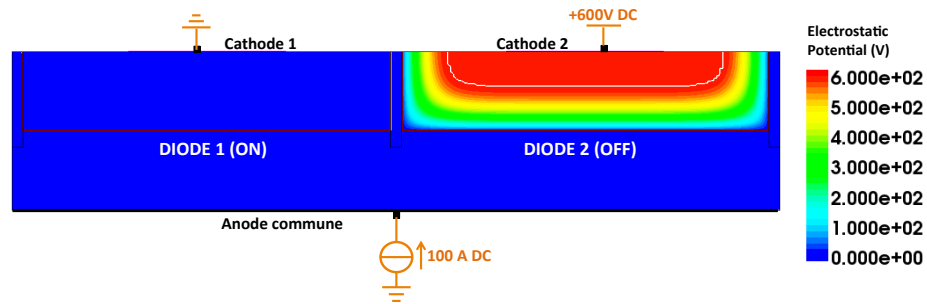 +600V DC
Cathode 1
Cathode 2
Electrostatic
Potential (V)
6.000e+02
5.000e+02
4.000e+02
3.000e+02
2.000e+02
1.000e+02
0.000e+00
DIODE 1 (ON)
DIODE 2 (OFF)
Anode commune
100 A DC